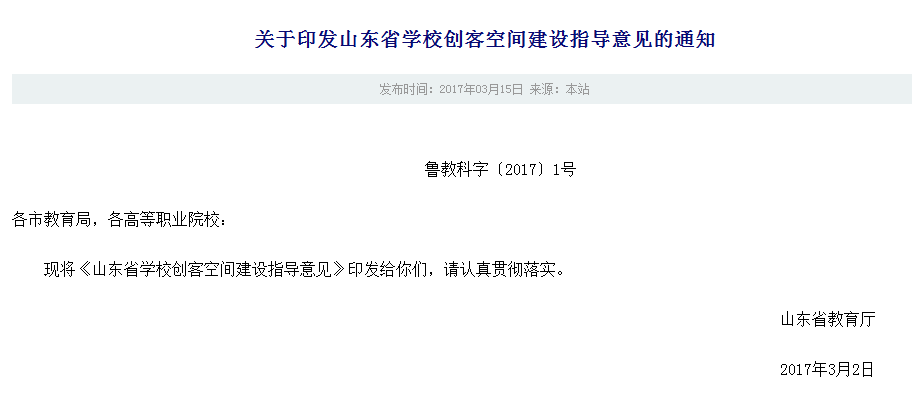 关于印发山东省学校创客空间建设指导意见的通知
发布时间：2017年03月15日 来源：本站
鲁教科字〔2017〕1号
各市教育局，各高等职业院校：
现将《山东省学校创客空间建设指导意见》印发给你们，请认真贯彻落实。
山东省教育厅
2017年3月2日